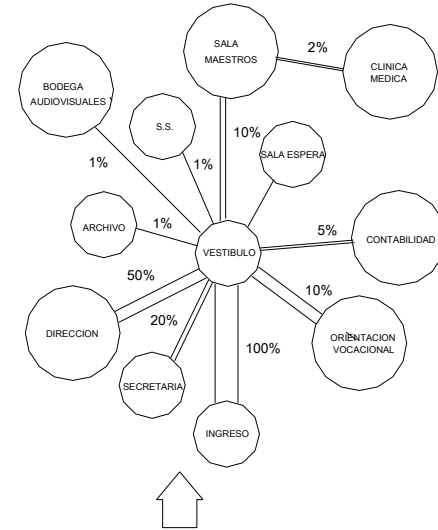 SALA
MAESTROS
2%
CLINICA
MEDICA
BODEGA
AUDIOVISUALES
S.S.
10%
SALA ESPERA
1%
1%
ARCHIVO
1%
VESTIBULO
5%
CONTABILIDAD
50%
10%
DIRECCION
20%
100%
ORIENTACION
VOCACIONAL
SECRETARIA
INGRESO